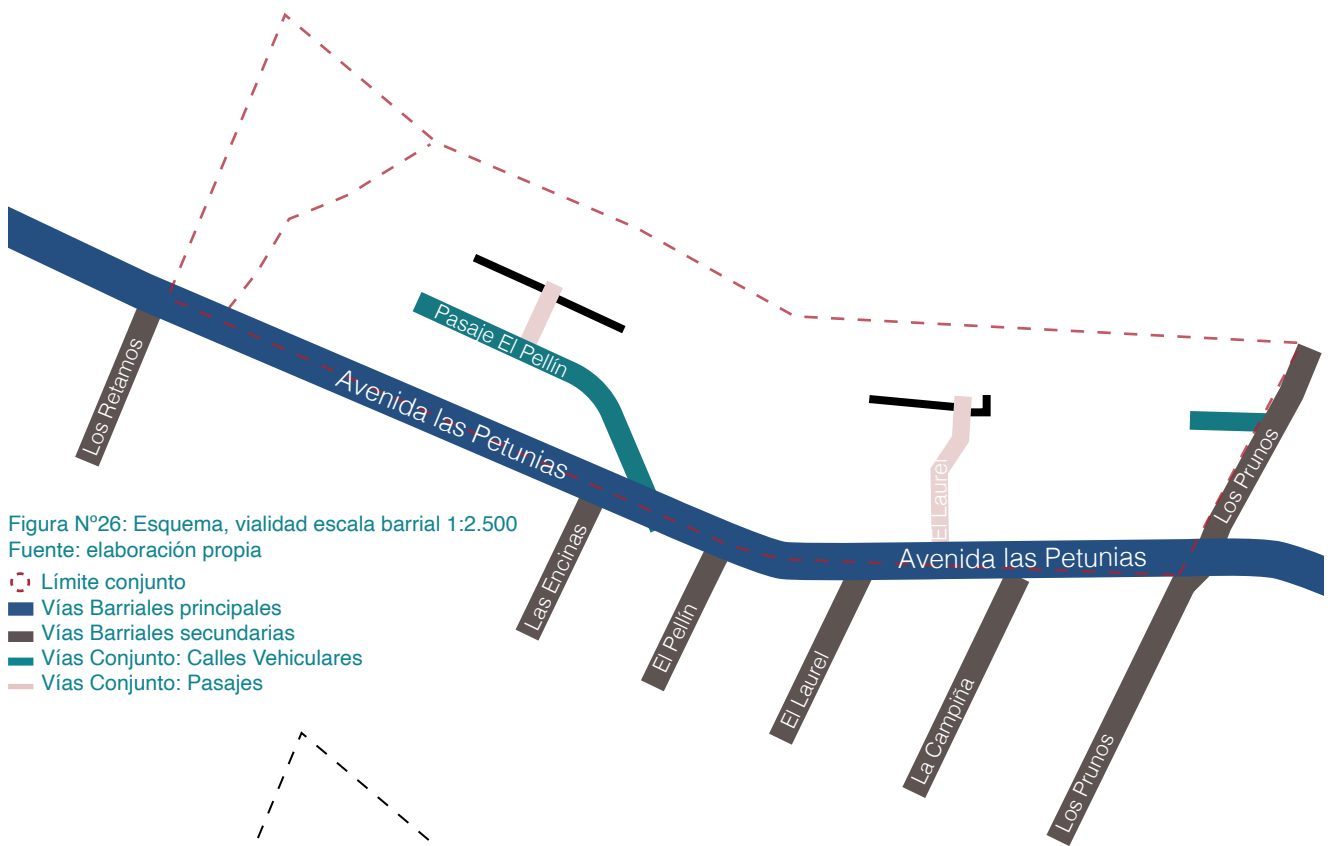 Pasaje El Pellín
Los Retamos
Avenida las Petunias
Los Prunos
El Laurel
Avenida las Petunias
Figura Nº26: Esquema, vialidad escala barrial 1:2.500
Fuente: elaboración propia
Límite conjunto
Vías Barriales principales
Vías Barriales secundarias
Vías Conjunto: Calles Vehiculares
Vías Conjunto: Pasajes
Las Encinas
El Pellín
El Laurel
La Campiña
Los Prunos